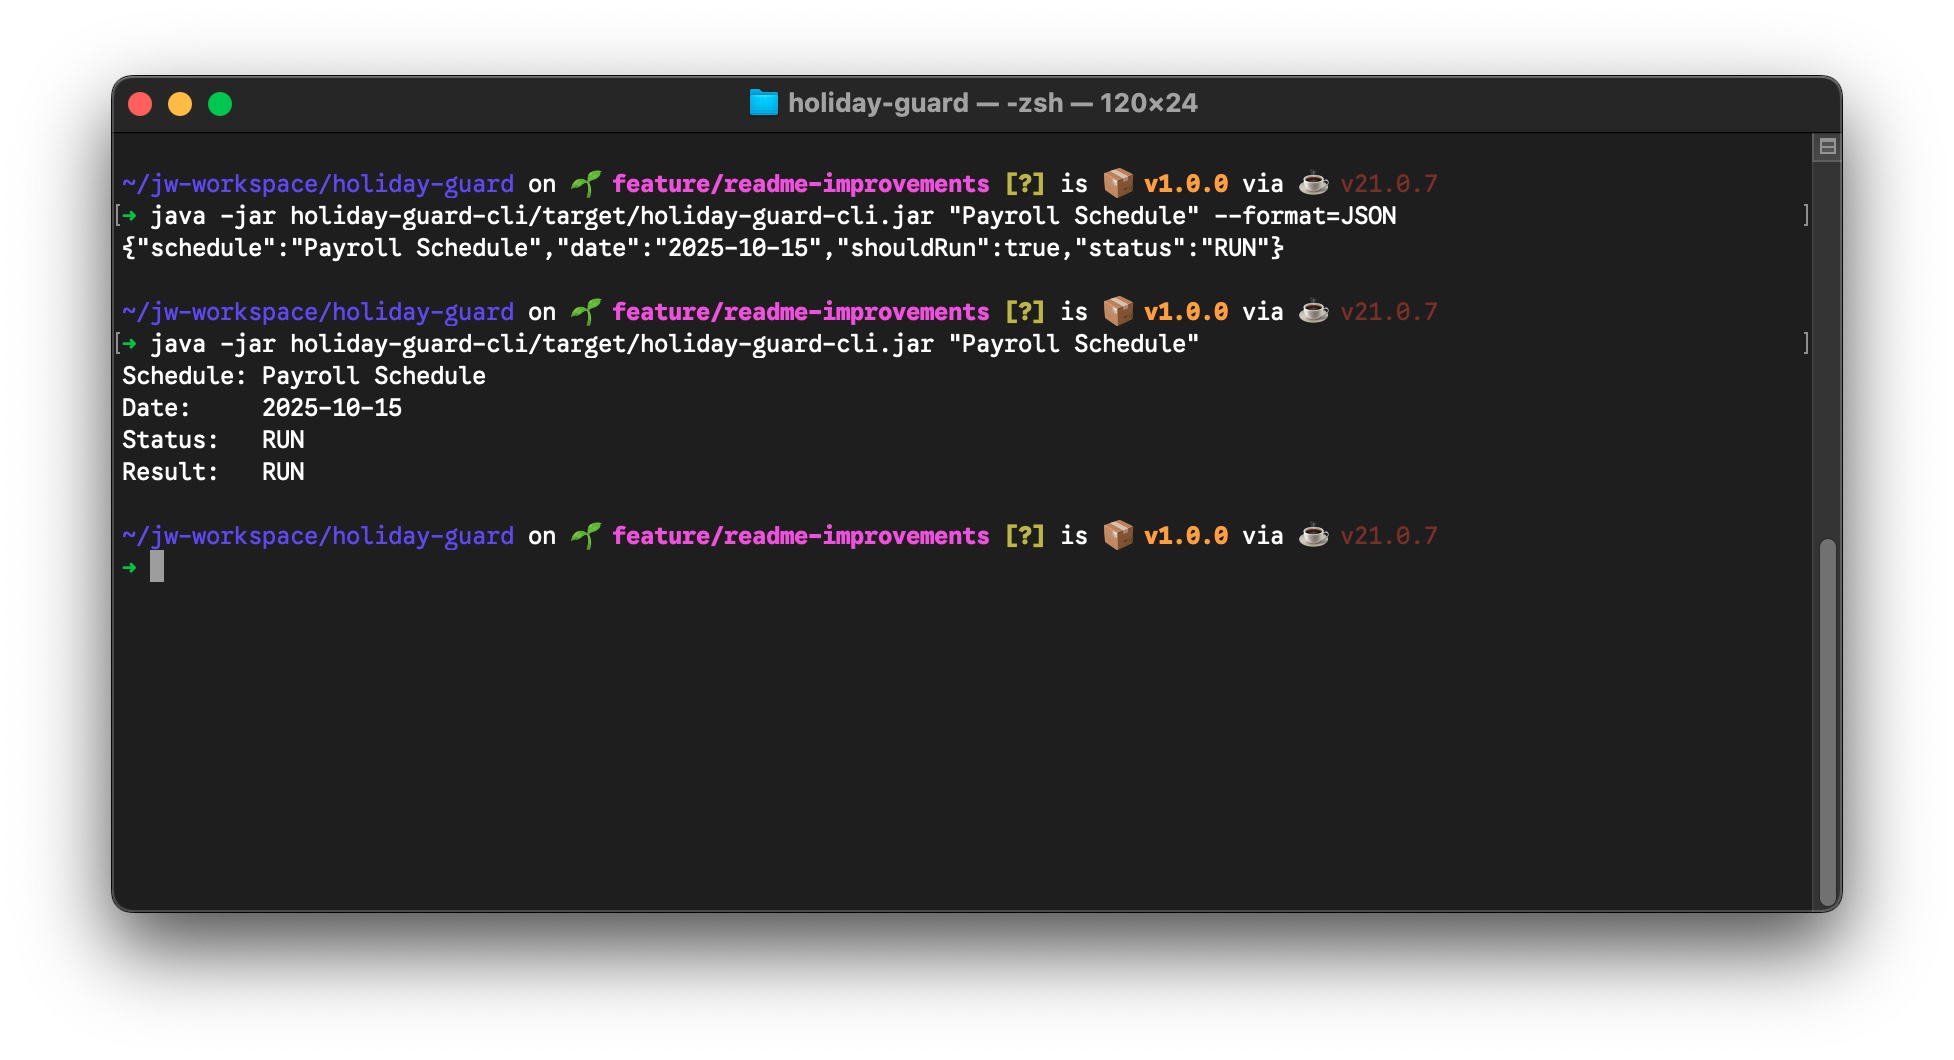 holiday-guard — -zsh — 120×24
~/jw-workspace/holiday-guard on 🌱 feature/readme-improvements [?] is 📦 v1.0.0 via ☕ v21.0.7
[➜ java -jar holiday-guard-cli/target/holiday-guard-cli.jar "Payroll Schedule" --format=JSON ]
{"schedule":"Payroll Schedule","date":"2025-10-15","shouldRun":true,"status":"RUN"}
~/jw-workspace/holiday-guard on 🌱 feature/readme-improvements [?] is 📦 v1.0.0 via ☕ v21.0.7
[➜ java -jar holiday-guard-cli/target/holiday-guard-cli.jar "Payroll Schedule" ]
Schedule: Payroll Schedule
Date:     2025-10-15
Status:   RUN
Result:   RUN
~/jw-workspace/holiday-guard on 🌱 feature/readme-improvements [?] is 📦 v1.0.0 via ☕ v21.0.7
➜